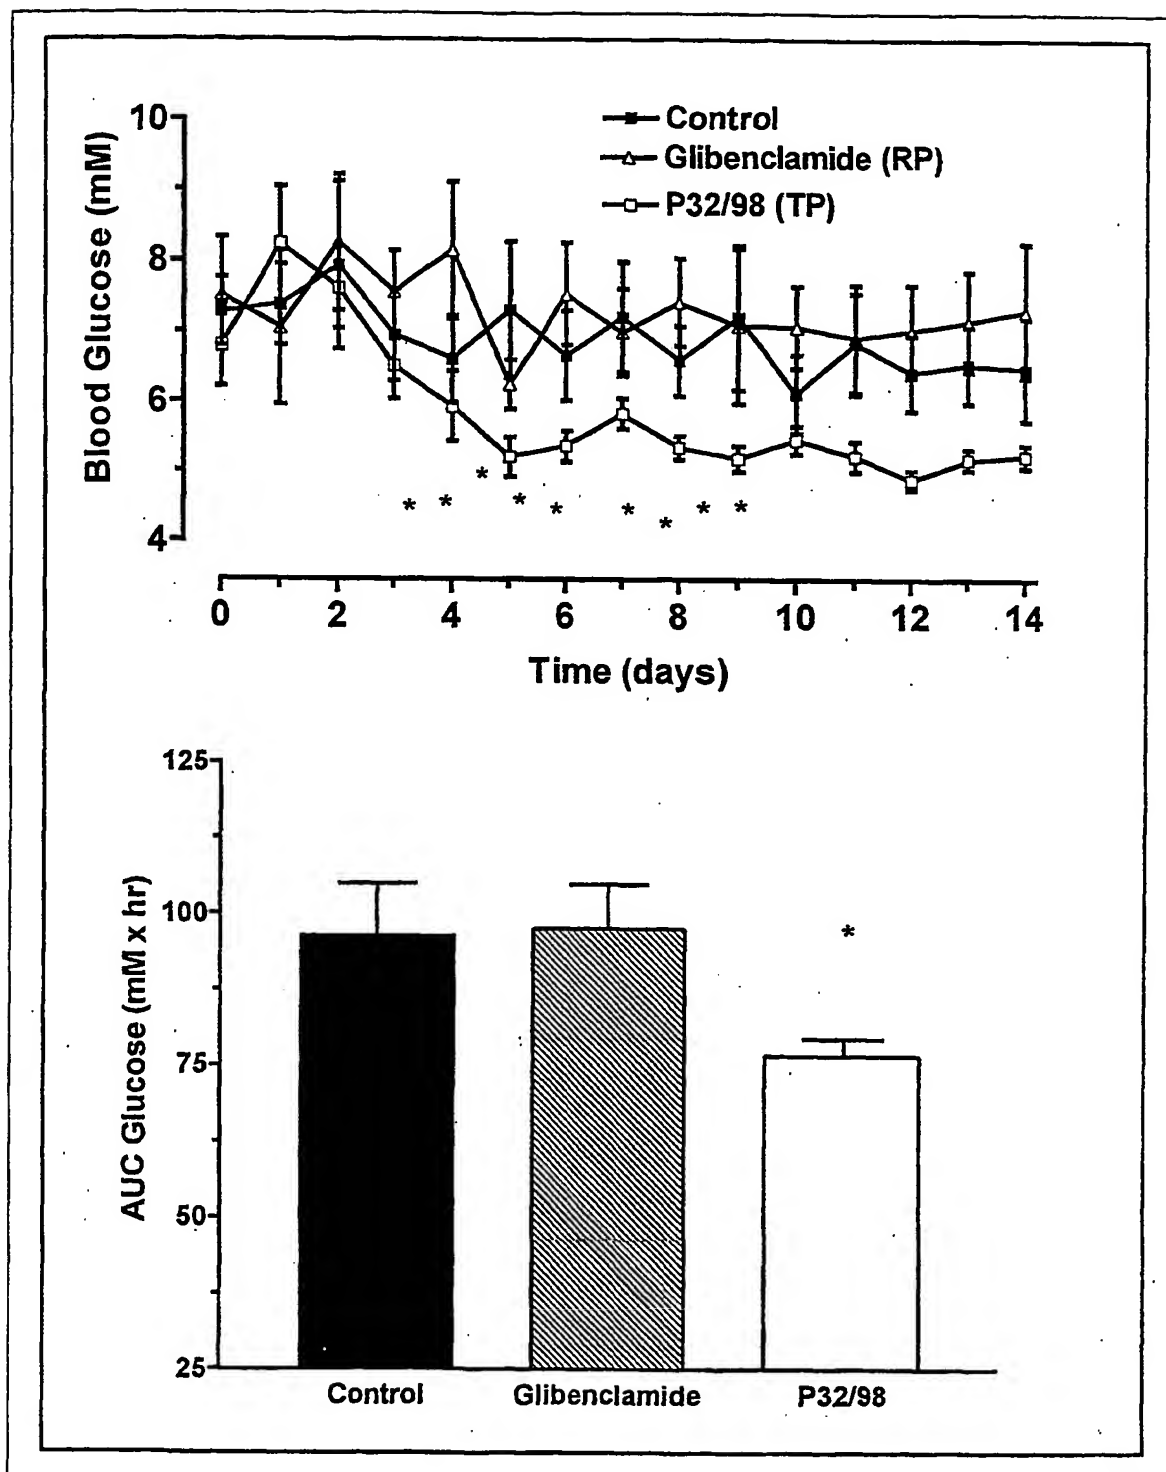 10
8
6
4
Blood Glucose (mM)
Control
Glibenclamide (RP)
P32/98 (TP)
* * * * * * * * *
0 2 4 6 8 10 12 14
Time (days)
125
100
75
50
25
AUC Glucose (mM x hr)
*
Control Glibenclamide P32/98